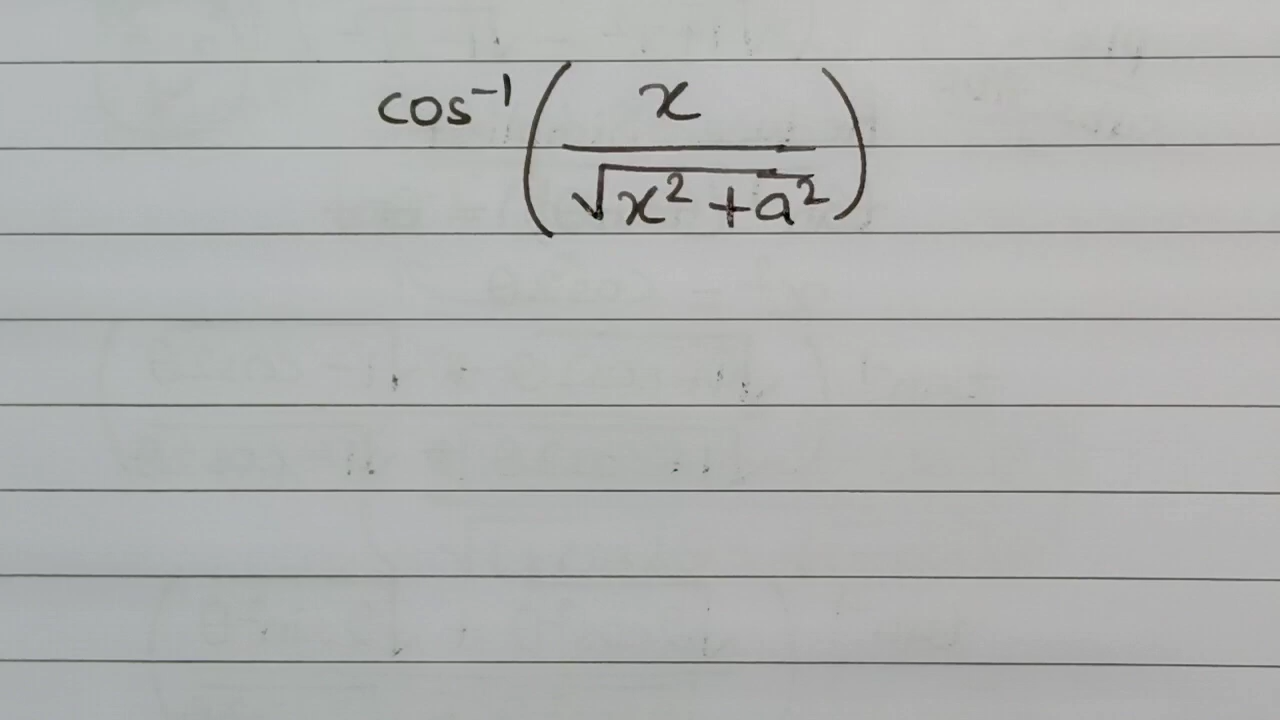 cos⁻¹ (x / √(x² + a²))